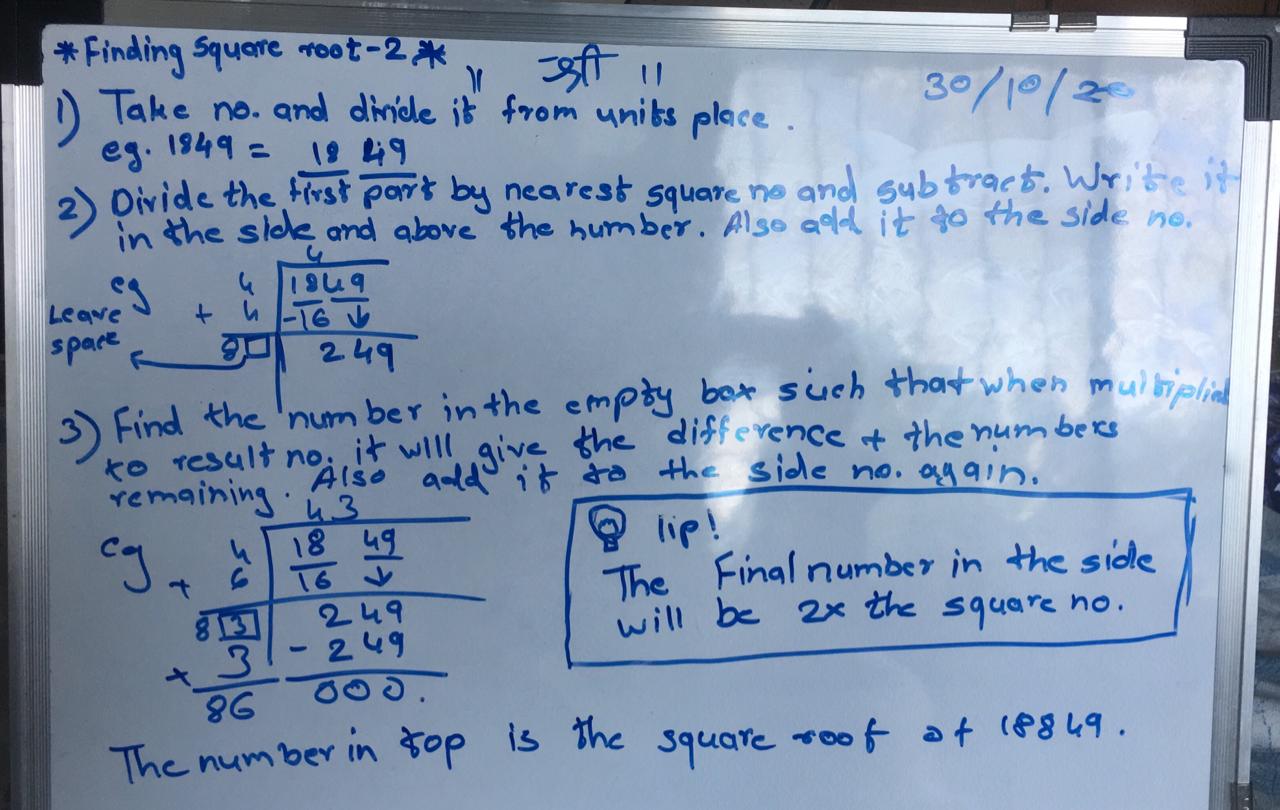 *Finding Square root-2*
॥ श्री ॥
30/10/20
1) Take no. and divide it from units place.
eg. 1849 = 18 49
2) Divide the first part by nearest square no and subtract. Write it
in the side and above the number. Also add it to the side no.
4
eg 4 1849
Leave + 4 -16 ↓
space 8□ 249
3) Find the number in the empty box such that when multiplied
to result no. it will give the difference + the numbers
remaining. Also add it to the side no. again.
43
eg 4 18 49
+ 6 16 ↓
83 249
× 3 - 249
86 000.
Tip!
The Final number in the side
will be 2x the square no.
The number in top is the square root of 18849.